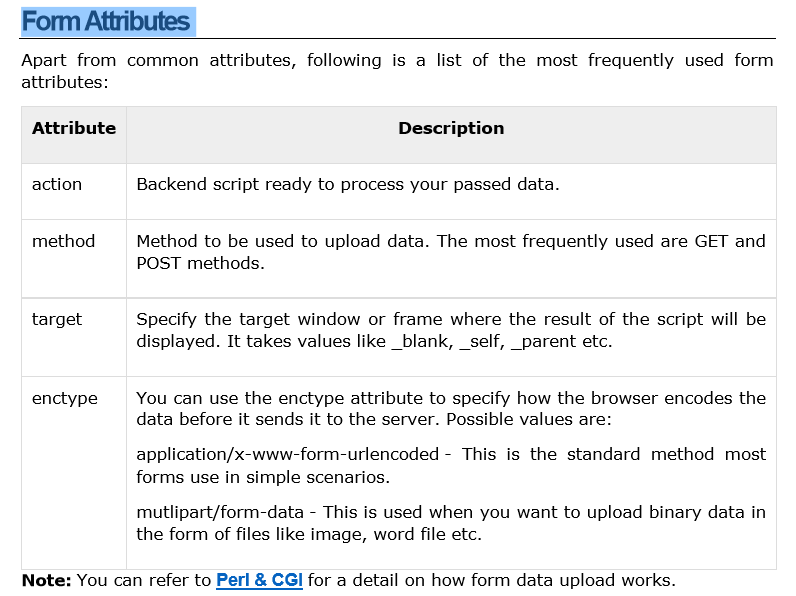 Form Attributes
Apart from common attributes, following is a list of the most frequently used form
attributes:
Attribute Description
action Backend script ready to process your passed data.
method Method to be used to upload data. The most frequently used are GET and
POST methods.
target Specify the target window or frame where the result of the script will be
displayed. It takes values like _blank, _self, _parent etc.
enctype You can use the enctype attribute to specify how the browser encodes the
data before it sends it to the server. Possible values are:
application/x-www-form-urlencoded - This is the standard method most
forms use in simple scenarios.
mutlipart/form-data - This is used when you want to upload binary data in
the form of files like image, word file etc.
Note: You can refer to Perl & CGI for a detail on how form data upload works.